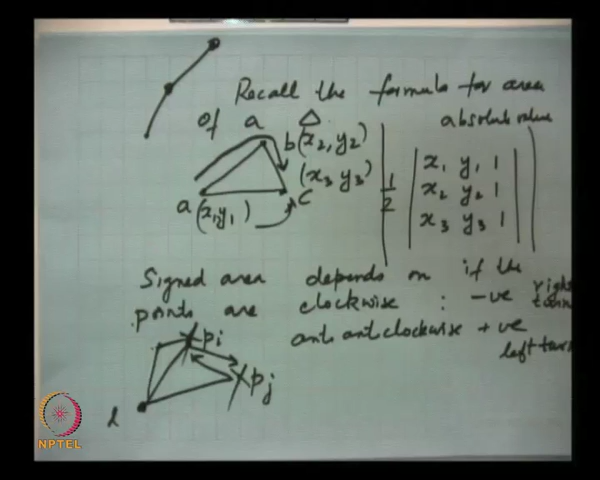 Recall the formula for area
of a △ absolute value
b(x₂, y₂)
(x₃ y₃)
a(x₁y₁) c
1/2 | x₁ y₁ 1 |
| x₂ y₂ 1 |
| x₃ y₃ 1 |
Signed area depends on if the
points are clockwise : -ve right
turn
anti anticlockwise +ve
left turn
pi
pj
l
NPTEL